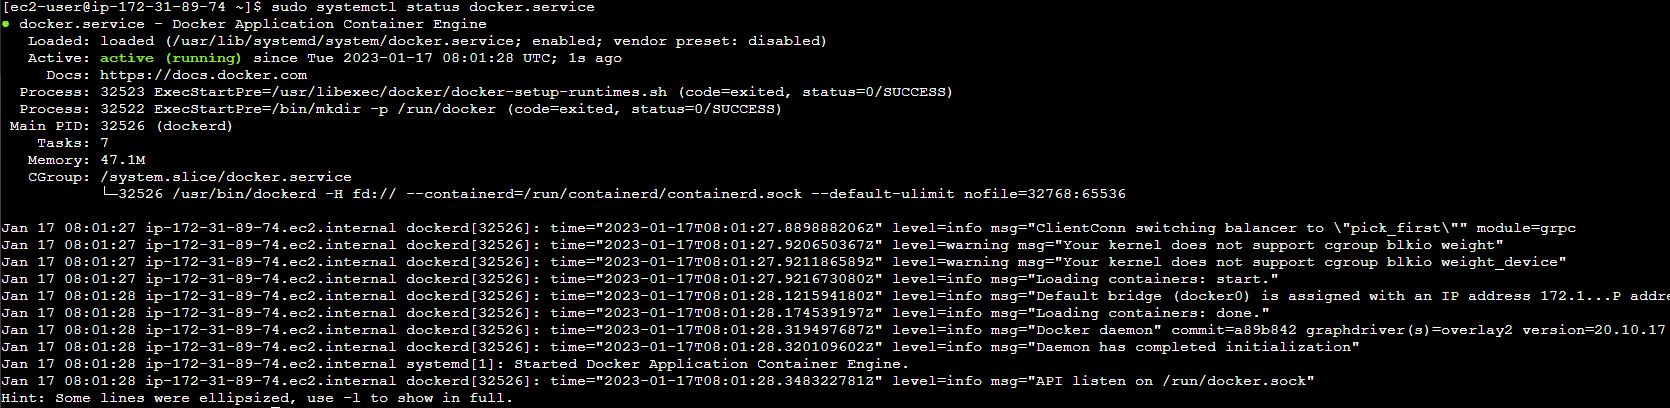 [ec2-user@ip-172-31-89-74 ~]$ sudo systemctl status docker.service
● docker.service - Docker Application Container Engine
   Loaded: loaded (/usr/lib/systemd/system/docker.service; enabled; vendor preset: disabled)
   Active: active (running) since Tue 2023-01-17 08:01:28 UTC; 1s ago
     Docs: https://docs.docker.com
  Process: 32523 ExecStartPre=/usr/libexec/docker/docker-setup-runtimes.sh (code=exited, status=0/SUCCESS)
  Process: 32522 ExecStartPre=/bin/mkdir -p /run/docker (code=exited, status=0/SUCCESS)
 Main PID: 32526 (dockerd)
    Tasks: 7
   Memory: 47.1M
   CGroup: /system.slice/docker.service
           └─32526 /usr/bin/dockerd -H fd:// --containerd=/run/containerd/containerd.sock --default-ulimit nofile=32768:65536
Jan 17 08:01:27 ip-172-31-89-74.ec2.internal dockerd[32526]: time="2023-01-17T08:01:27.889888206Z" level=info msg="ClientConn switching balancer to \"pick_first\"" module=grpc
Jan 17 08:01:27 ip-172-31-89-74.ec2.internal dockerd[32526]: time="2023-01-17T08:01:27.920650367Z" level=warning msg="Your kernel does not support cgroup blkio weight"
Jan 17 08:01:27 ip-172-31-89-74.ec2.internal dockerd[32526]: time="2023-01-17T08:01:27.921186589Z" level=warning msg="Your kernel does not support cgroup blkio weight_device"
Jan 17 08:01:27 ip-172-31-89-74.ec2.internal dockerd[32526]: time="2023-01-17T08:01:27.921673080Z" level=info msg="Loading containers: start."
Jan 17 08:01:28 ip-172-31-89-74.ec2.internal dockerd[32526]: time="2023-01-17T08:01:28.121594180Z" level=info msg="Default bridge (docker0) is assigned with an IP address 172.1...P addre
Jan 17 08:01:28 ip-172-31-89-74.ec2.internal dockerd[32526]: time="2023-01-17T08:01:28.174539197Z" level=info msg="Loading containers: done."
Jan 17 08:01:28 ip-172-31-89-74.ec2.internal dockerd[32526]: time="2023-01-17T08:01:28.319497687Z" level=info msg="Docker daemon" commit=a89b842 graphdriver(s)=overlay2 version=20.10.17
Jan 17 08:01:28 ip-172-31-89-74.ec2.internal dockerd[32526]: time="2023-01-17T08:01:28.320109602Z" level=info msg="Daemon has completed initialization"
Jan 17 08:01:28 ip-172-31-89-74.ec2.internal systemd[1]: Started Docker Application Container Engine.
Jan 17 08:01:28 ip-172-31-89-74.ec2.internal dockerd[32526]: time="2023-01-17T08:01:28.348322781Z" level=info msg="API listen on /run/docker.sock"
Hint: Some lines were ellipsized, use -l to show in full.